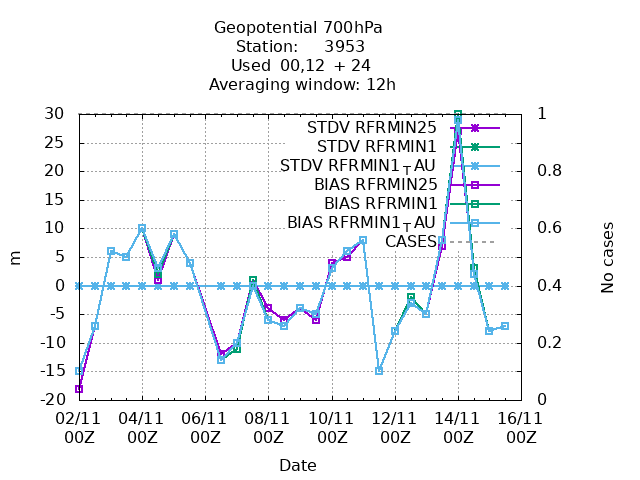 Geopotential 700hPa
Station: 3953
Used 00,12 + 24
Averaging window: 12h
30 1
STDV RFRMIN25
25 STDV RFRMIN1
20 STDV RFRMIN1TAU 0.8
BIAS RFRMIN25
15 BIAS RFRMIN1
10 BIAS RFRMIN1TAU 0.6
CASES
5
m No cases
0 0.4
-5
-10 0.2
-15
-20 0
02/11 04/11 06/11 08/11 10/11 12/11 14/11 16/11
00Z 00Z 00Z 00Z 00Z 00Z 00Z 00Z
Date